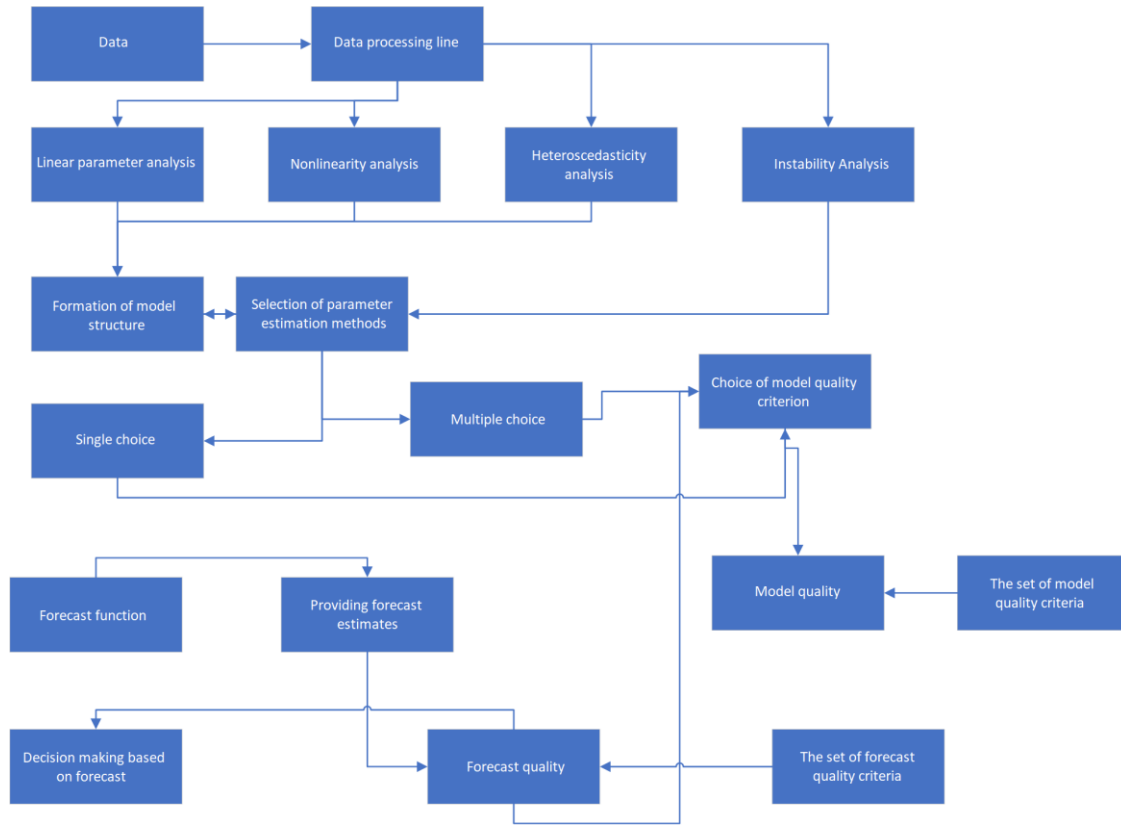 Data
Data processing line
Linear parameter analysis
Nonlinearity analysis
Heteroscedasticity
analysis
Instability Analysis
Formation of model
structure
Selection of parameter
estimation methods
Choice of model quality
criterion
Multiple choice
Single choice
Forecast function
Providing forecast
estimates
Model quality
The set of model
quality criteria
Decision making based
on forecast
Forecast quality
The set of forecast
quality criteria